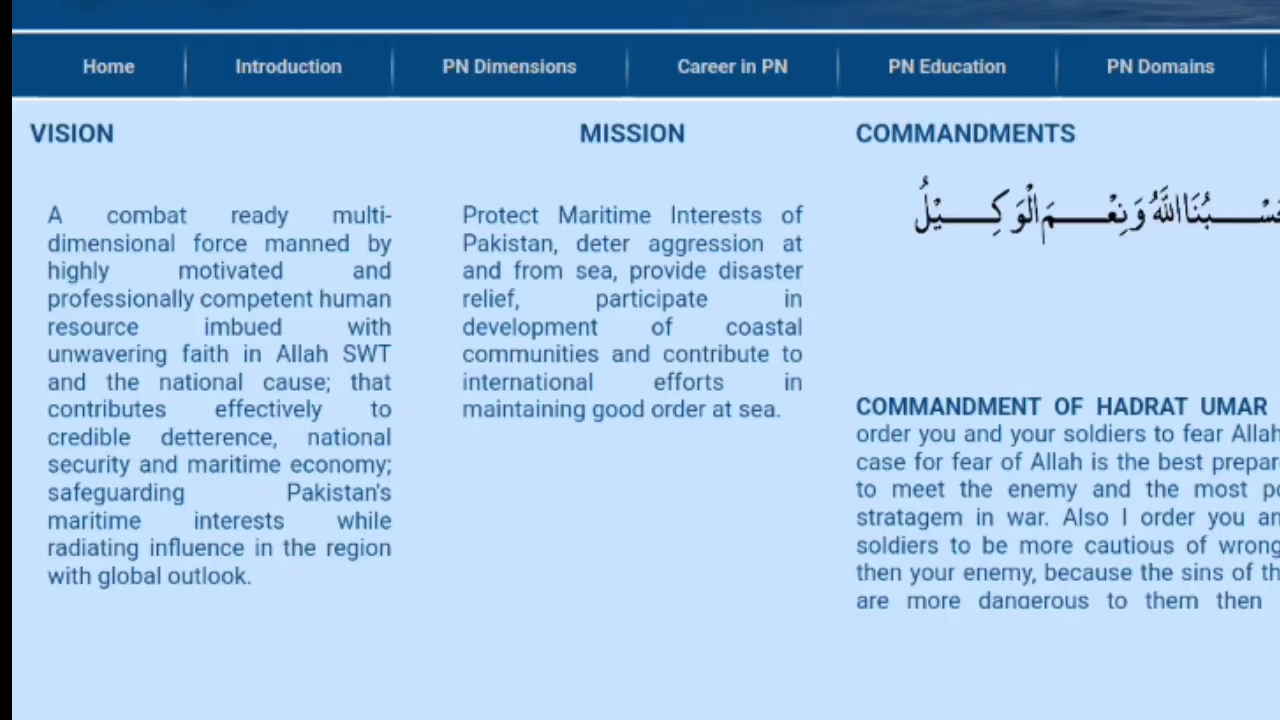 Home Introduction PN Dimensions Career in PN PN Education PN Domains
VISION
A combat ready multi-
dimensional force manned by
highly motivated and
professionally competent human
resource imbued with
unwavering faith in Allah SWT
and the national cause; that
contributes effectively to
credible detterence, national
security and maritime economy;
safeguarding Pakistan's
maritime interests while
radiating influence in the region
with global outlook.
MISSION
Protect Maritime Interests of
Pakistan, deter aggression at
and from sea, provide disaster
relief, participate in
development of coastal
communities and contribute to
international efforts in
maintaining good order at sea.
COMMANDMENTS
اللَّهُ وَنِعْمَ الْوَكِيْلُ
COMMANDMENT OF HADRAT UMAR
order you and your soldiers to fear Allah
case for fear of Allah is the best
to meet the enemy and the most
stratagem in war. Also I order you
soldiers to be more cautious of
then your enemy, because the sins of
are more dangerous to them then